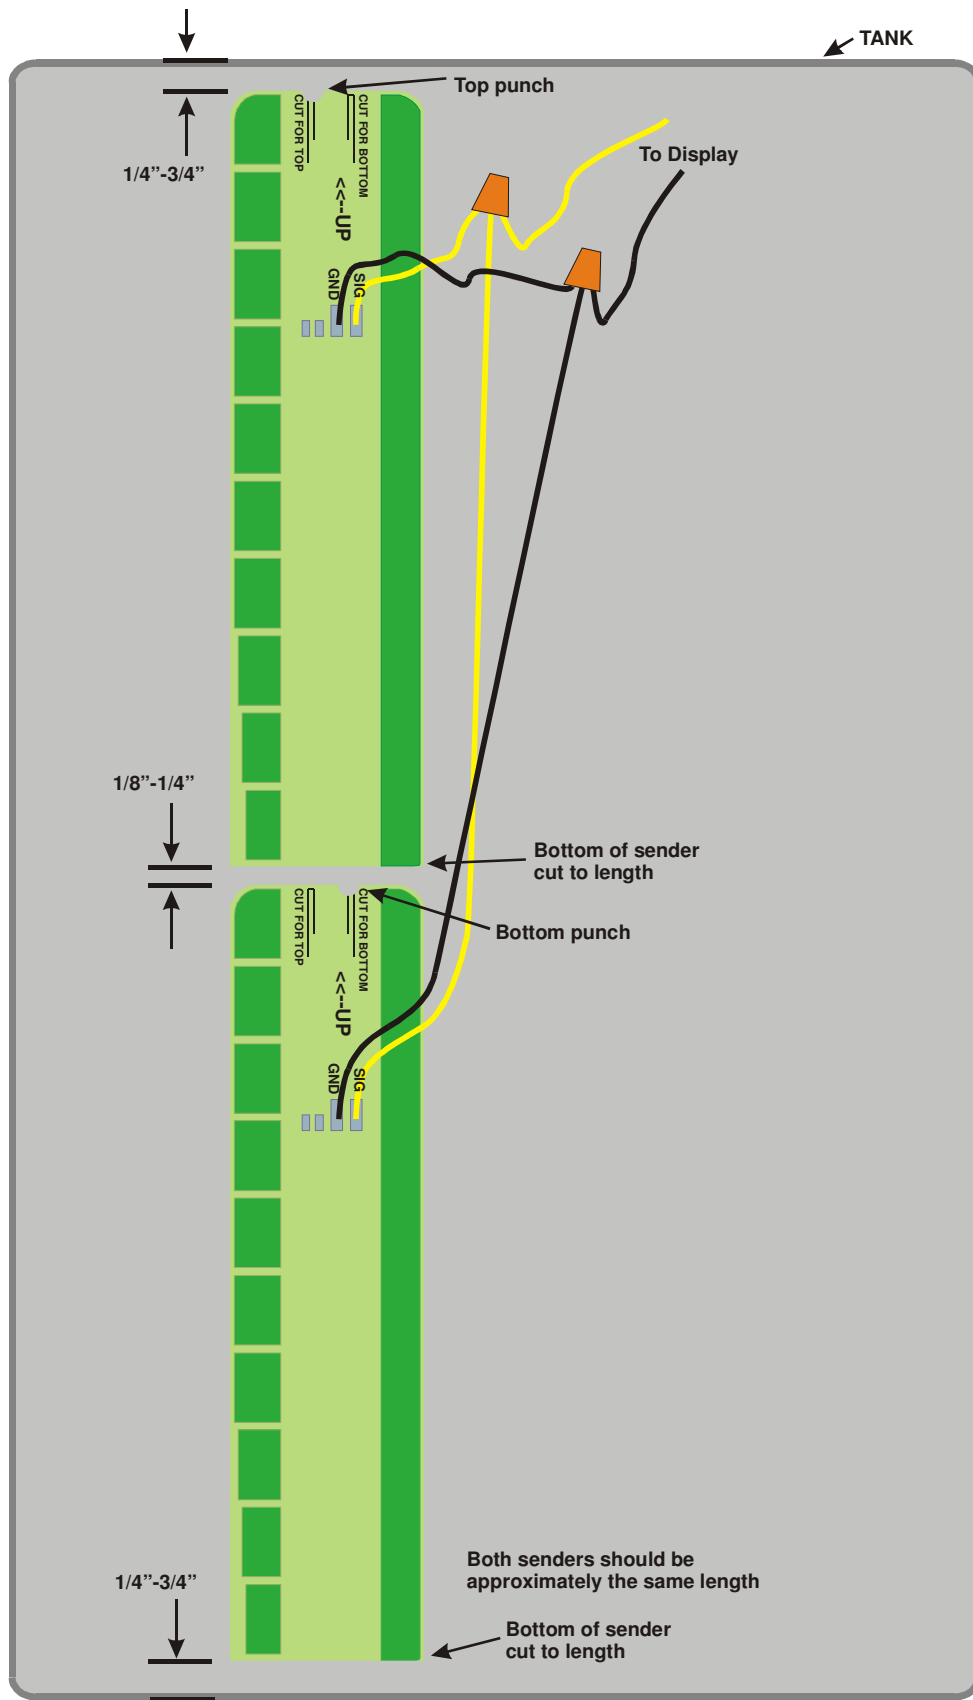 TANK
Top punch
CUT FOR TOP
CUT FOR BOTTOM
To Display
1/4”-3/4”
<<--UP
GND
SIG
1/8”-1/4”
Bottom of sender
cut to length
CUT FOR TOP
CUT FOR BOTTOM
Bottom punch
<<--UP
GND
SIG
Both senders should be
approximately the same length
1/4”-3/4”
Bottom of sender
cut to length